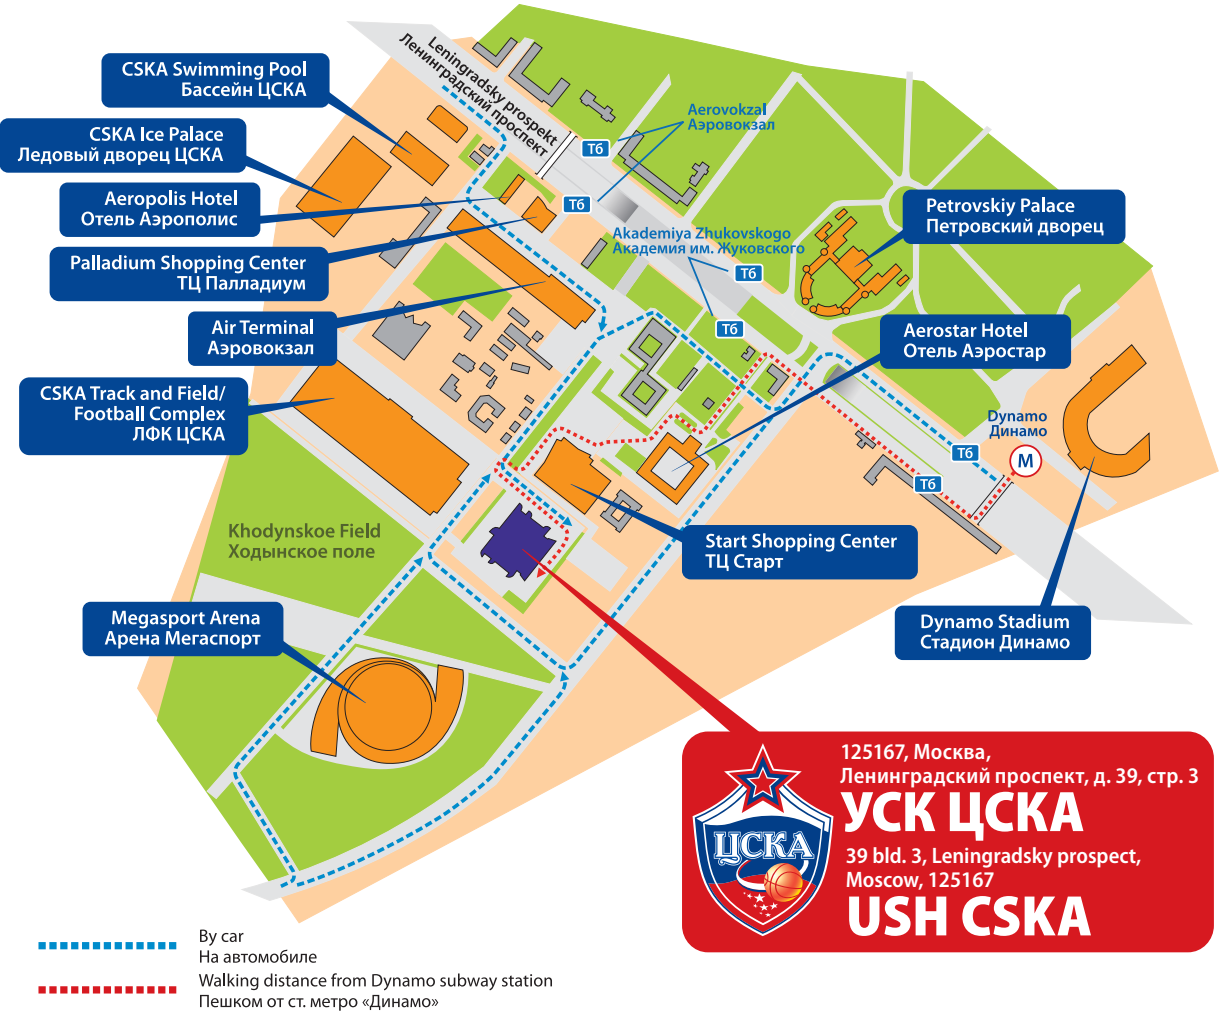 Leningradsky prospekt
Ленинградский проспект
CSKA Swimming Pool
Бассейн ЦСКА
CSKA Ice Palace
Ледовый дворец ЦСКА
Aeropolis Hotel
Отель Аэрополис
Palladium Shopping Center
ТЦ Палладиум
Air Terminal
Аэровокзал
CSKA Track and Field/
Football Complex
ЛФК ЦСКА
Aerovokzal
Аэровокзал
Тб
Тб
Akademiya Zhukovskogo
Академия им. Жуковского
Тб
Тб
Petrovskiy Palace
Петровский дворец
Aerostar Hotel
Отель Аэростар
Dynamo
Динамо
М
Тб
Тб
Khodynskoe Field
Ходынское поле
Start Shopping Center
ТЦ Старт
Megasport Arena
Арена Мегаспорт
Dynamo Stadium
Стадион Динамо
125167, Москва,
Ленинградский проспект, д. 39, стр. 3
УСК ЦСКА
39 bld. 3, Leningradsky prospect,
Moscow, 125167
USH CSKA
ЦСКА
By car
На автомобиле
Walking distance from Dynamo subway station
Пешком от ст. метро «Динамо»